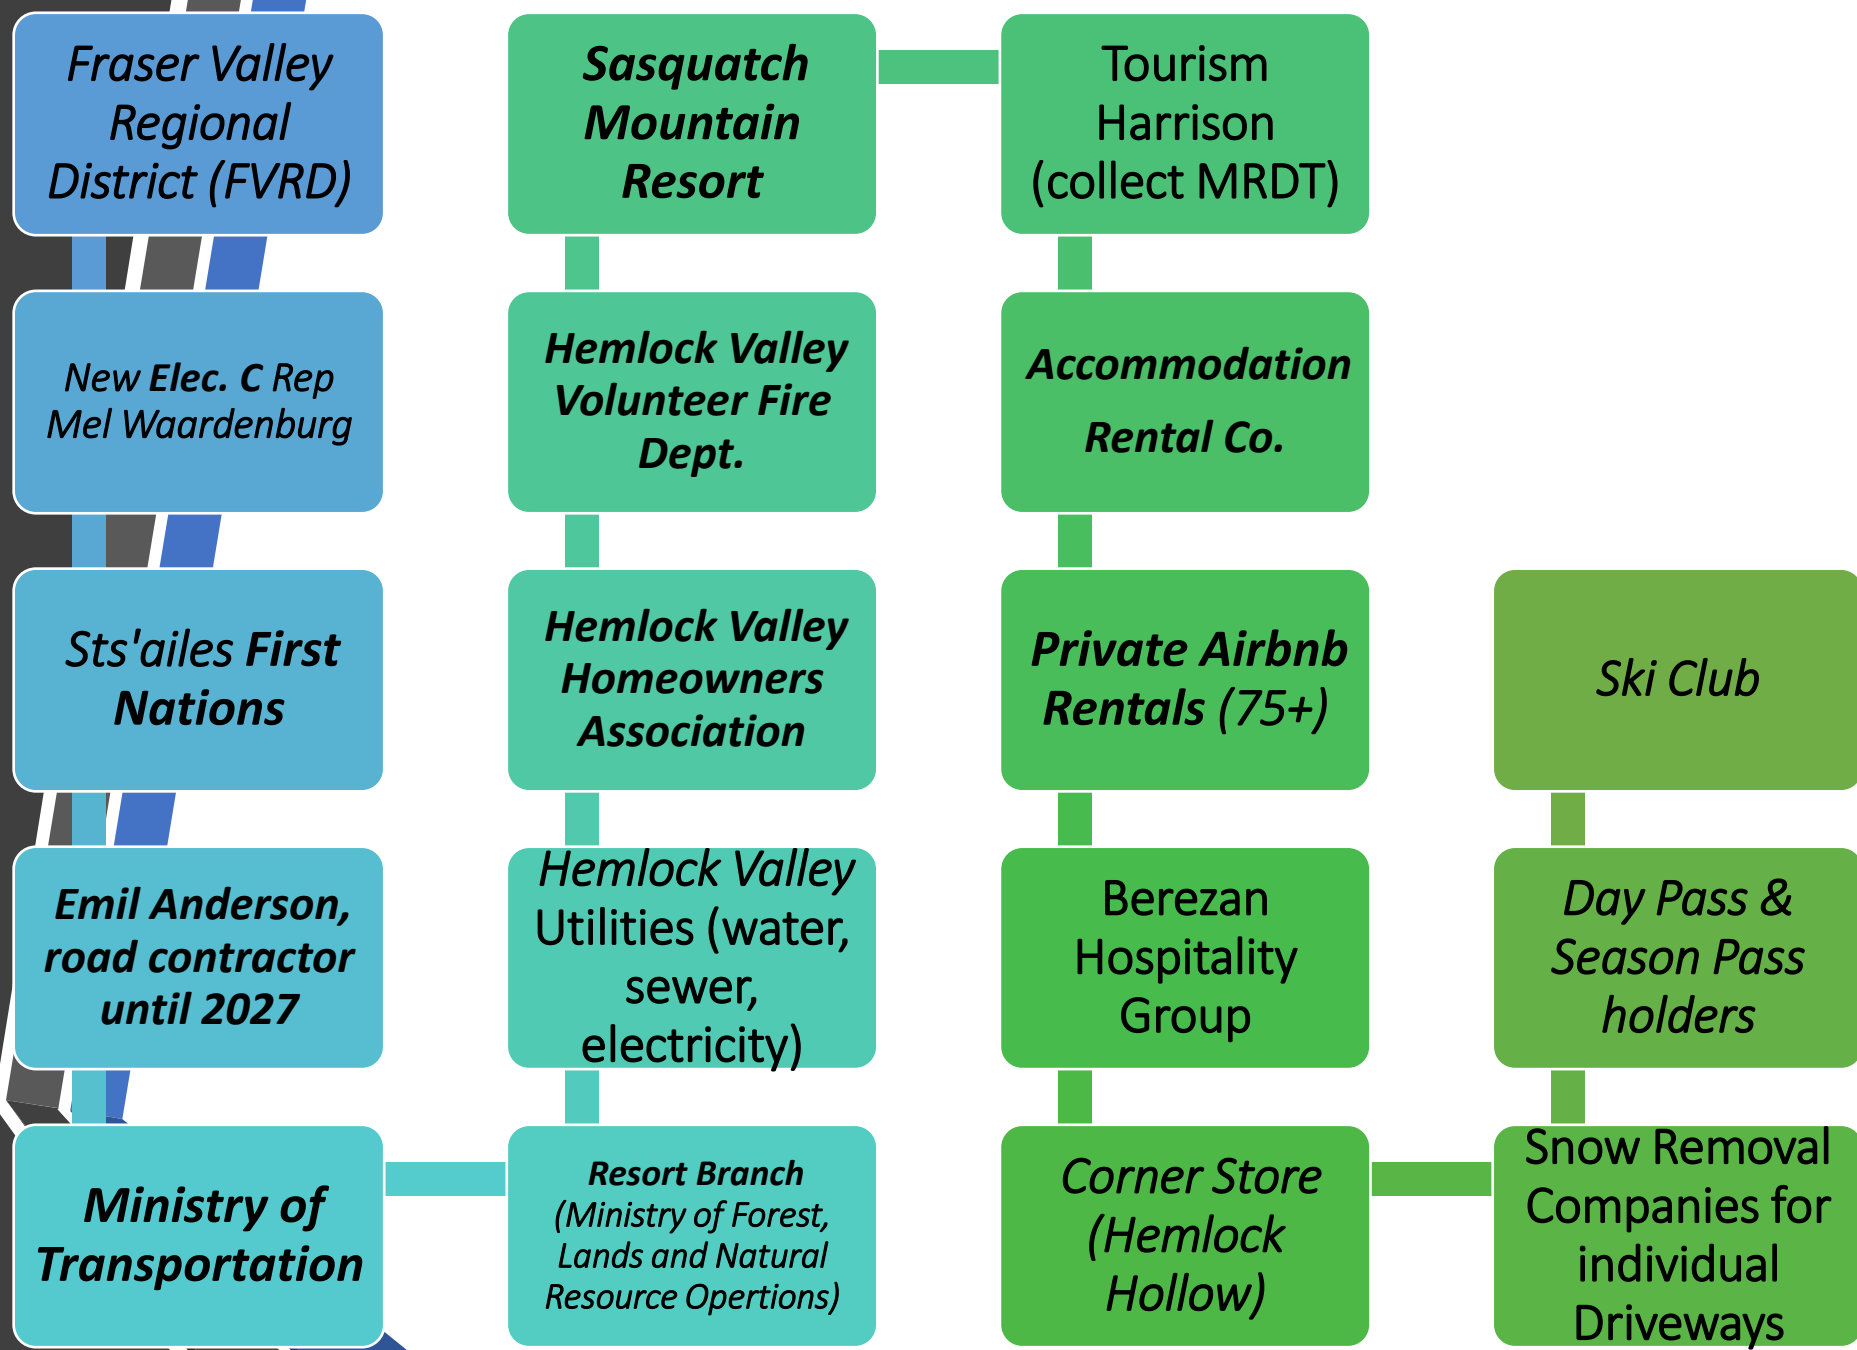 Fraser Valley
Regional
District (FVRD)
New Elec. C Rep
Mel Waardenburg
Sts'ailes First
Nations
Emil Anderson,
road contractor
until 2027
Ministry of
Transportation
Resort Branch
(Ministry of Forest,
Lands and Natural
Resource Opertions)
Hemlock Valley
Utilities (water,
sewer,
electricity)
Hemlock Valley
Homeowners
Association
Hemlock Valley
Volunteer Fire
Dept.
Sasquatch
Mountain
Resort
Tourism
Harrison
(collect MRDT)
Accommodation
Rental Co.
Private Airbnb
Rentals (75+)
Berezan
Hospitality
Group
Corner Store
(Hemlock
Hollow)
Snow Removal
Companies for
individual
Driveways
Day Pass &
Season Pass
holders
Ski Club